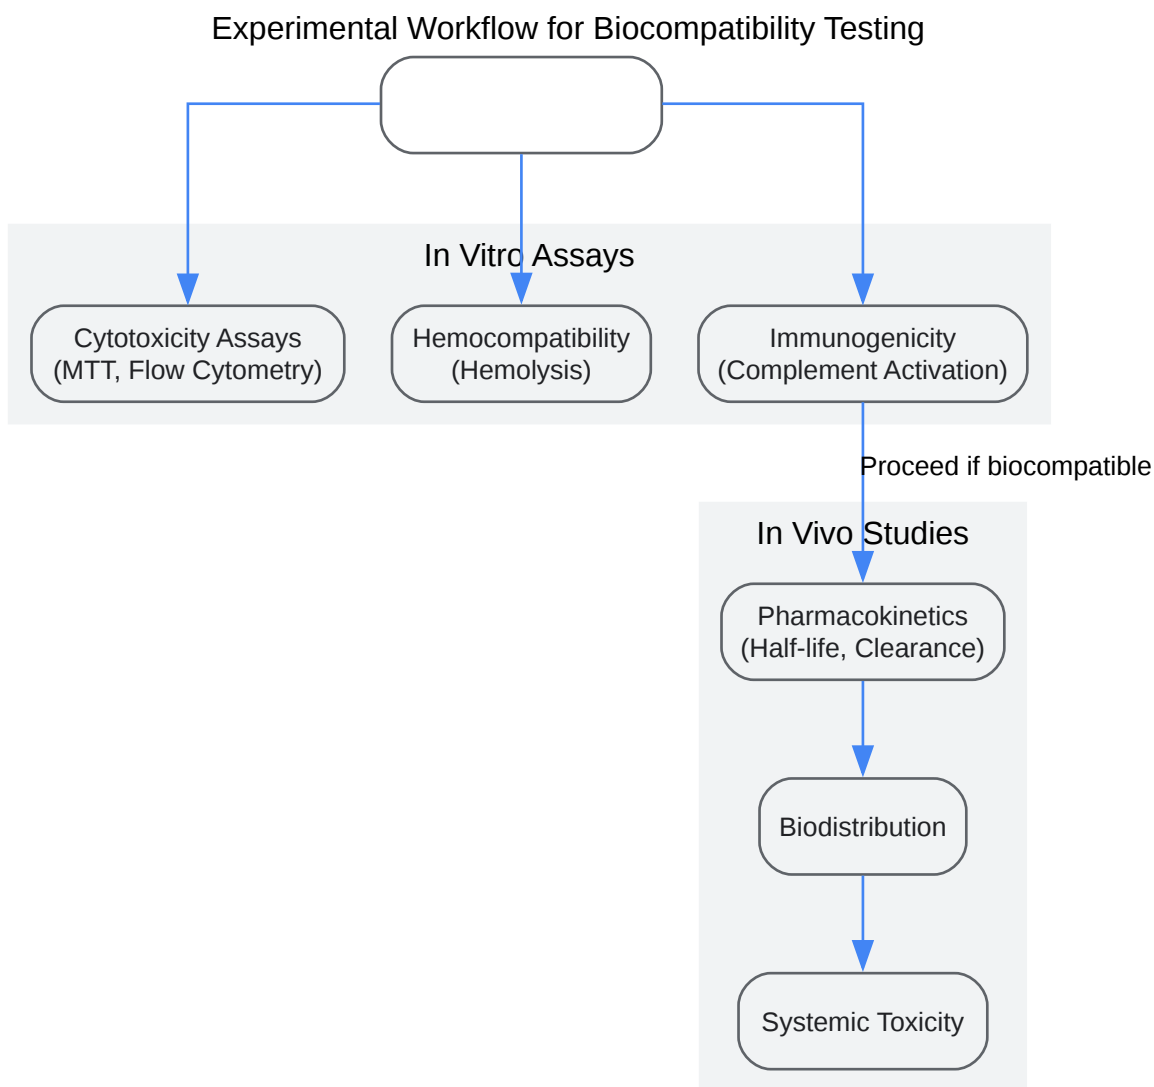 Experimental Workflow for Biocompatibility Testing
In Vitro Assays
Cytotoxicity Assays
(MTT, Flow Cytometry)
Hemocompatibility
(Hemolysis)
Immunogenicity
(Complement Activation)
Proceed if biocompatible
In Vivo Studies
Pharmacokinetics
(Half-life, Clearance)
Biodistribution
Systemic Toxicity